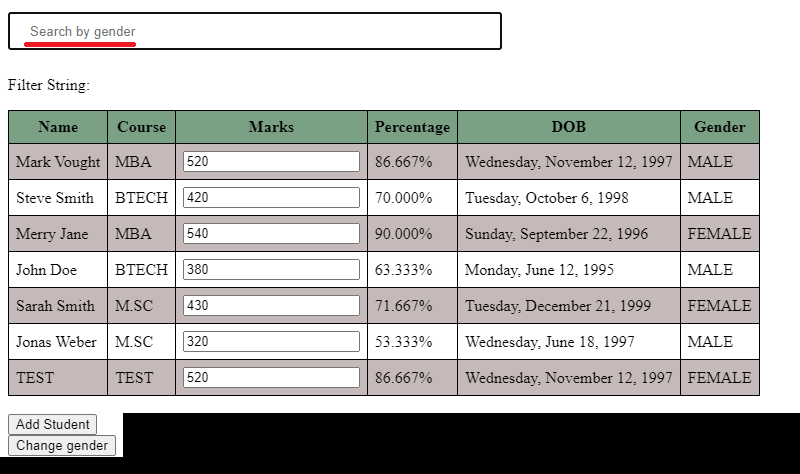 Search by gender
Filter String:
Name Course Marks Percentage DOB Gender
Mark Vought MBA 520 86.667% Wednesday, November 12, 1997 MALE
Steve Smith BTECH 420 70.000% Tuesday, October 6, 1998 MALE
Merry Jane MBA 540 90.000% Sunday, September 22, 1996 FEMALE
John Doe BTECH 380 63.333% Monday, June 12, 1995 MALE
Sarah Smith M.SC 430 71.667% Tuesday, December 21, 1999 FEMALE
Jonas Weber M.SC 320 53.333% Wednesday, June 18, 1997 MALE
TEST TEST 520 86.667% Wednesday, November 12, 1997 FEMALE
Add Student
Change gender